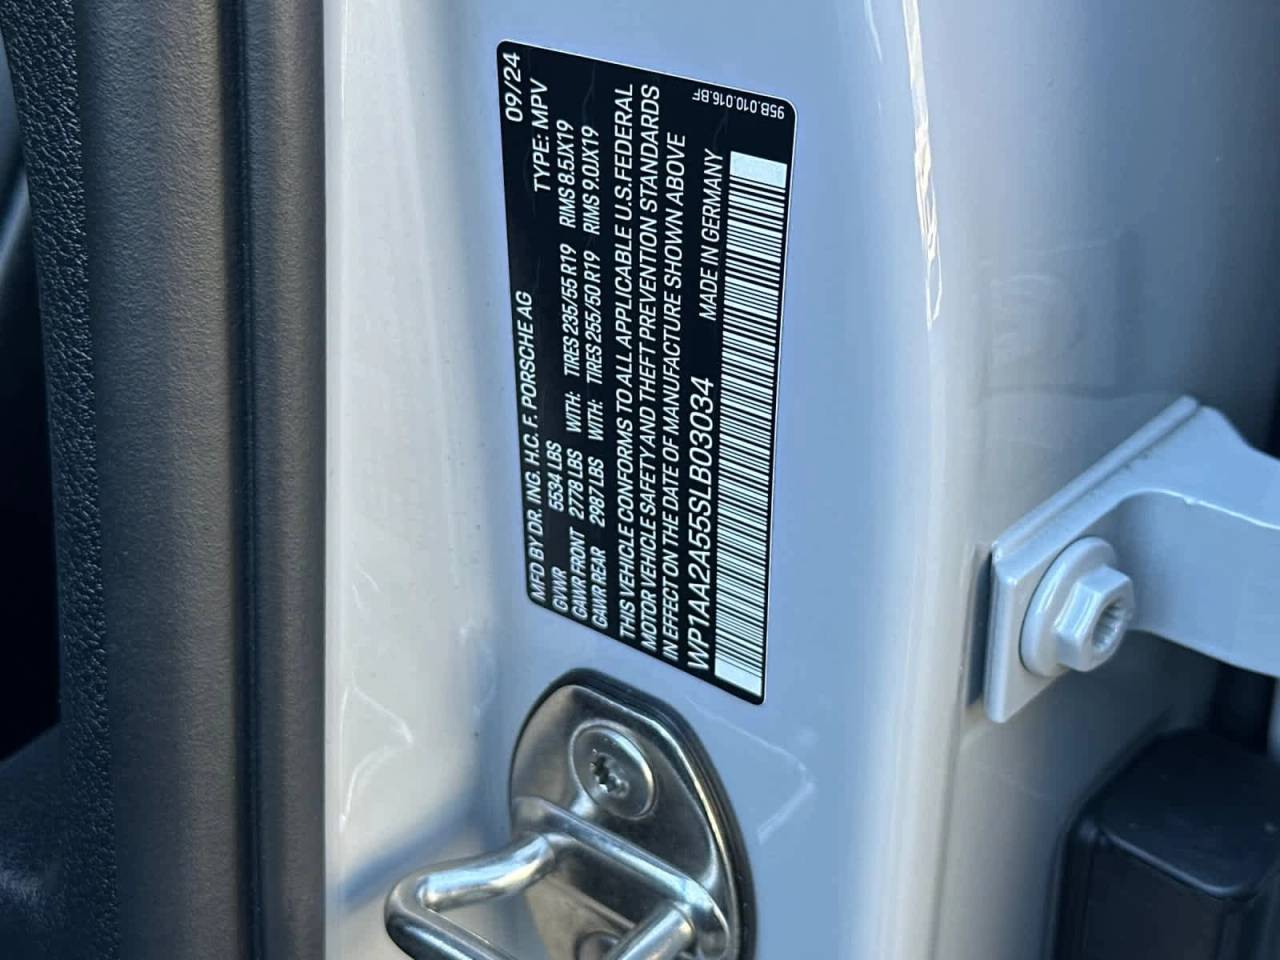 MFD BY DR. ING. H.C. F. PORSCHE AG 09/24
GVWR 5534 LBS TYPE: MPV
GAWR FRONT 2778 LBS WITH: TIRES 235/55 R19 RIMS 8.5JX19
GAWR REAR 2987 LBS WITH: TIRES 255/50 R19 RIMS 9.0JX19
THIS VEHICLE CONFORMS TO ALL APPLICABLE U.S. FEDERAL
MOTOR VEHICLE SAFETY AND THEFT PREVENTION STANDARDS
IN EFFECT ON THE DATE OF MANUFACTURE SHOWN ABOVE
WP1AA2A55SLB03034 MADE IN GERMANY
95B.010.016.BF